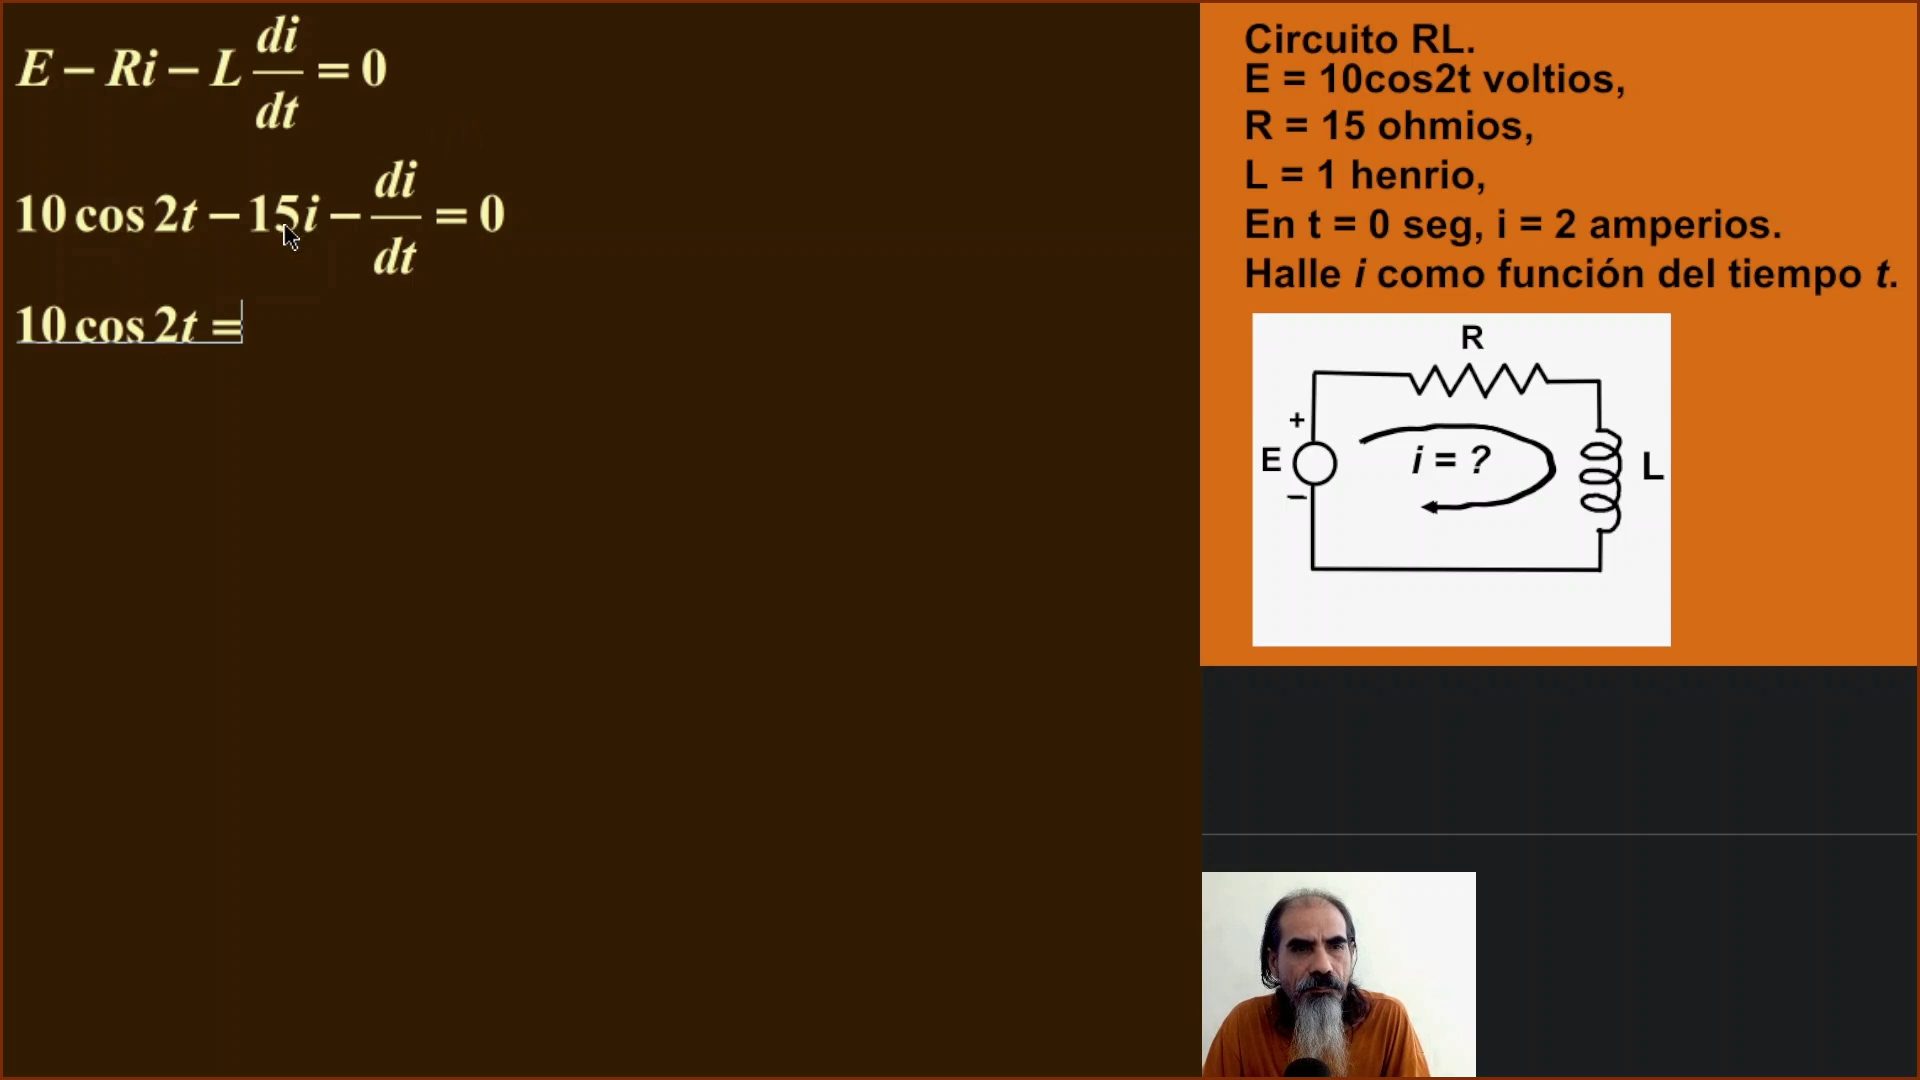 E − Ri − L di/dt = 0
10 cos 2t − 15i − di/dt = 0
10 cos 2t =
Circuito RL.
E = 10cos2t voltios,
R = 15 ohmios,
L = 1 henrio,
En t = 0 seg, i = 2 amperios.
Halle i como función del tiempo t.
R
+
E
−
i = ?
L